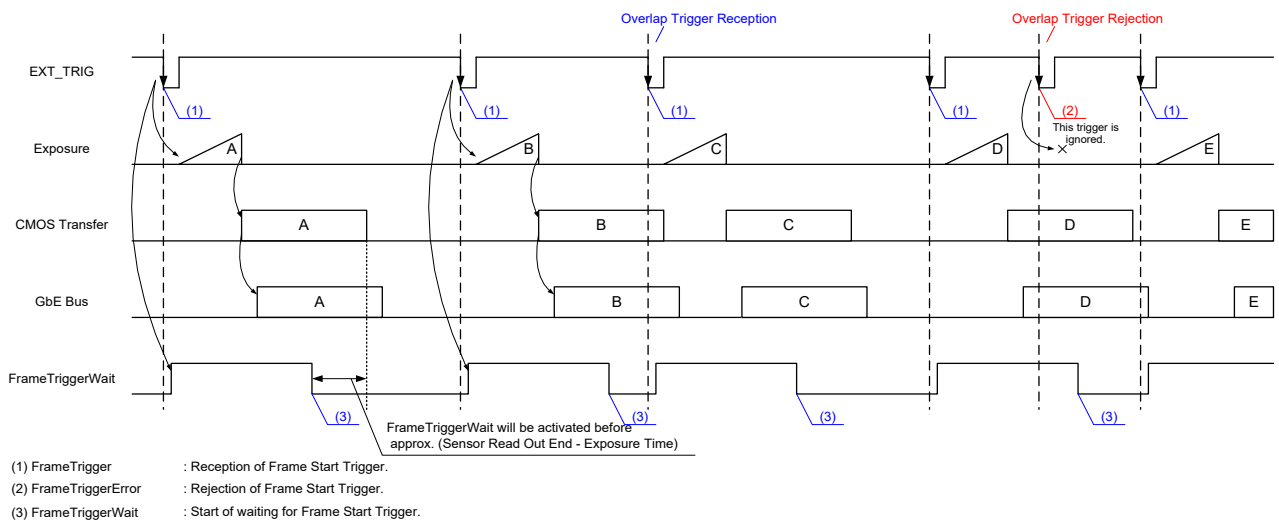 Overlap Trigger Reception
Overlap Trigger Rejection
EXT_TRIG
(1)
(1)
(1)
(1)
(2)
(1)
This trigger is
ignored.
Exposure
A
B
C
D
E
CMOS Transfer
A
B
C
D
E
GbE Bus
A
B
C
D
E
FrameTriggerWait
(3)
(3)
(3)
(3)
FrameTriggerWait will be activated before
approx. (Sensor Read Out End - Exposure Time)
(1) FrameTrigger : Reception of Frame Start Trigger.
(2) FrameTriggerError : Rejection of Frame Start Trigger.
(3) FrameTriggerWait : Start of waiting for Frame Start Trigger.